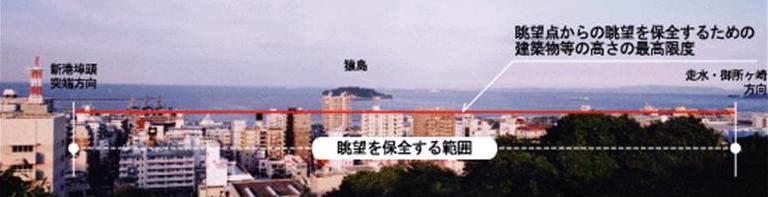 眺望点からの眺望を保全するための
建築物等の高さの最高限度
新港埠頭
突端方向
猿島
走水・御所ヶ崎
方向
眺望を保全する範囲